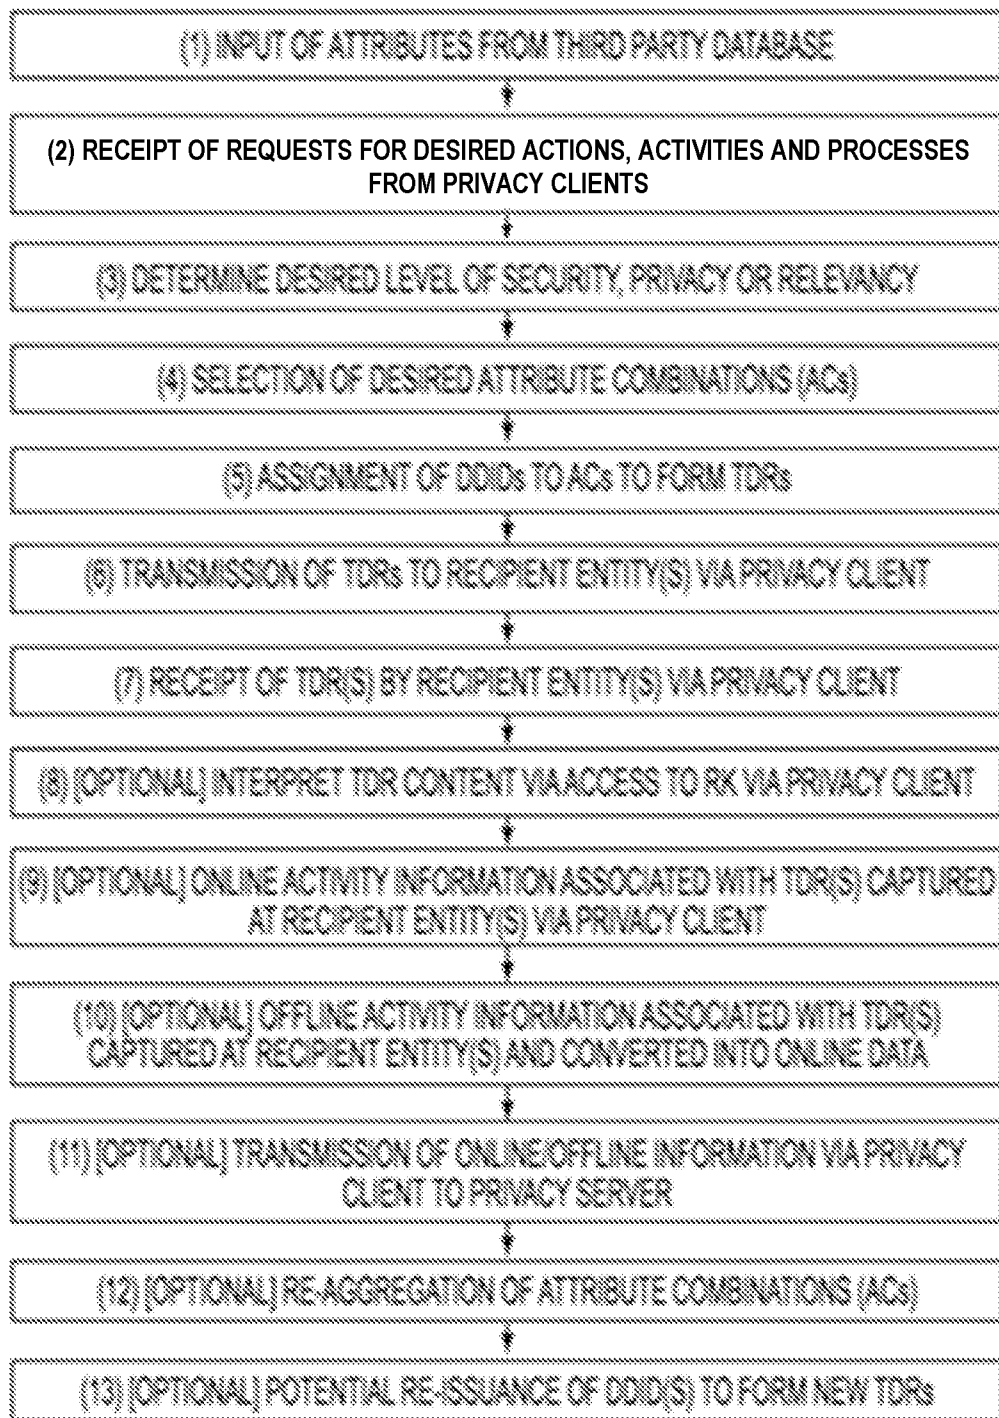 (1) INPUT OF ATTRIBUTES FROM THIRD PARTY DATABASE
(2) RECEIPT OF REQUESTS FOR DESIRED ACTIONS, ACTIVITIES AND PROCESSES
FROM PRIVACY CLIENTS
(3) DETERMINE DESIRED LEVEL OF SECURITY, PRIVACY OR RELEVANCY
(4) SELECTION OF DESIRED ATTRIBUTE COMBINATIONS (ACs)
(5) ASSIGNMENT OF DDIDs TO ACs TO FORM TDRs
(6) TRANSMISSION OF TDRs TO RECIPIENT ENTITY(S) VIA PRIVACY CLIENT
(7) RECEIPT OF TDR(S) BY RECIPIENT ENTITY(S) VIA PRIVACY CLIENT
(8) [OPTIONAL] INTERPRET TDR CONTENT VIA ACCESS TO RK VIA PRIVACY CLIENT
(9) [OPTIONAL] ONLINE ACTIVITY INFORMATION ASSOCIATED WITH TDR(S) CAPTURED
AT RECIPIENT ENTITY(S) VIA PRIVACY CLIENT
(10) [OPTIONAL] OFFLINE ACTIVITY INFORMATION ASSOCIATED WITH TDR(S)
CAPTURED AT RECIPIENT ENTITY(S) AND CONVERTED INTO ONLINE DATA
(11) [OPTIONAL] TRANSMISSION OF ONLINE/OFFLINE INFORMATION VIA PRIVACY
CLIENT TO PRIVACY SERVER
(12) [OPTIONAL] RE-AGGREGATION OF ATTRIBUTE COMBINATIONS (ACs)
(13) [OPTIONAL] POTENTIAL RE-ISSUANCE OF DDID(S) TO FORM NEW TDRs